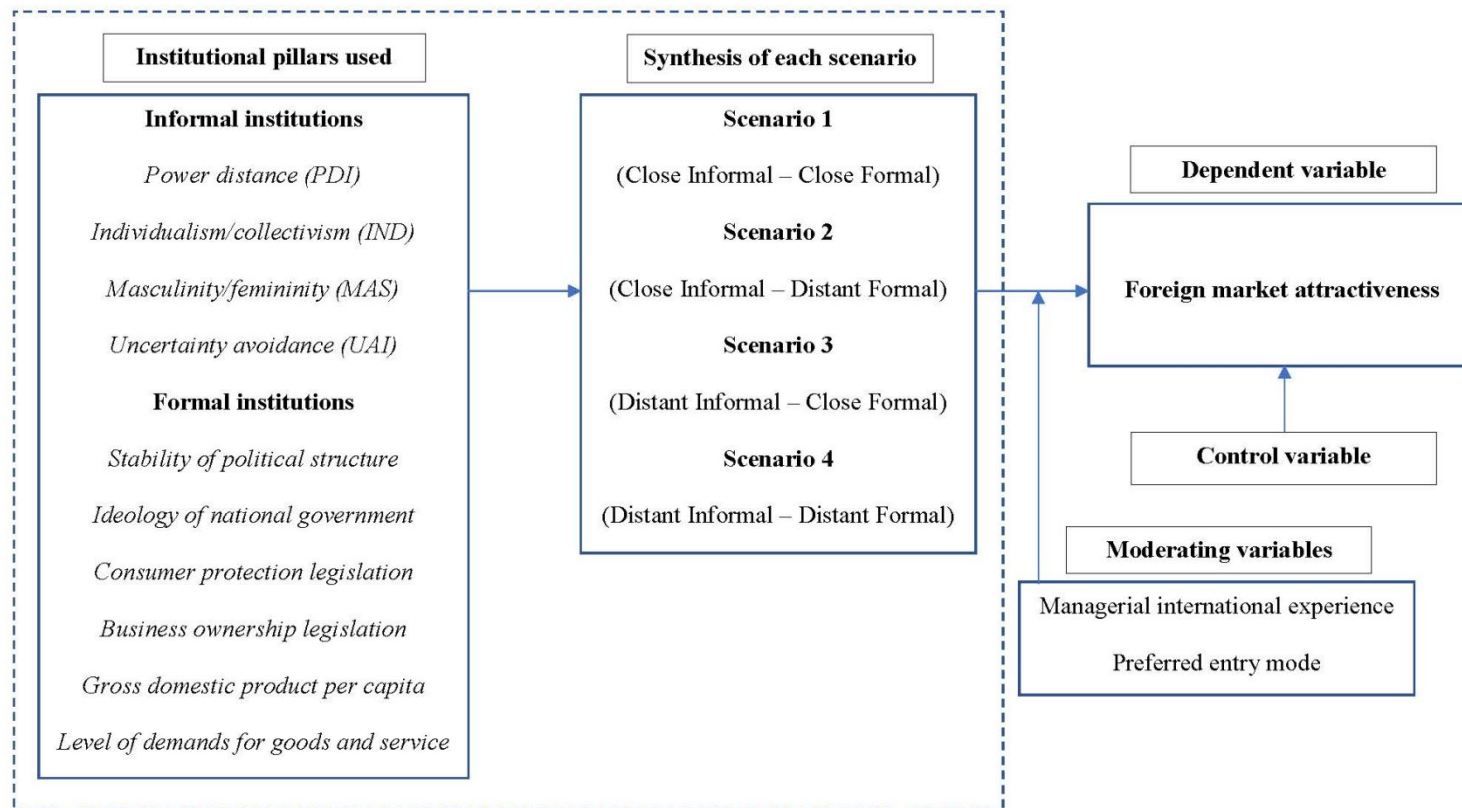 Institutional pillars used
Informal institutions
Power distance (PDI)
Individualism/collectivism (IND)
Masculinity/femininity (MAS)
Uncertainty avoidance (UAI)
Formal institutions
Stability of political structure
Ideology of national government
Consumer protection legislation
Business ownership legislation
Gross domestic product per capita
Level of demands for goods and service
Synthesis of each scenario
Scenario 1
(Close Informal – Close Formal)
Scenario 2
(Close Informal – Distant Formal)
Scenario 3
(Distant Informal – Close Formal)
Scenario 4
(Distant Informal – Distant Formal)
Dependent variable
Foreign market attractiveness
Control variable
Moderating variables
Managerial international experience
Preferred entry mode